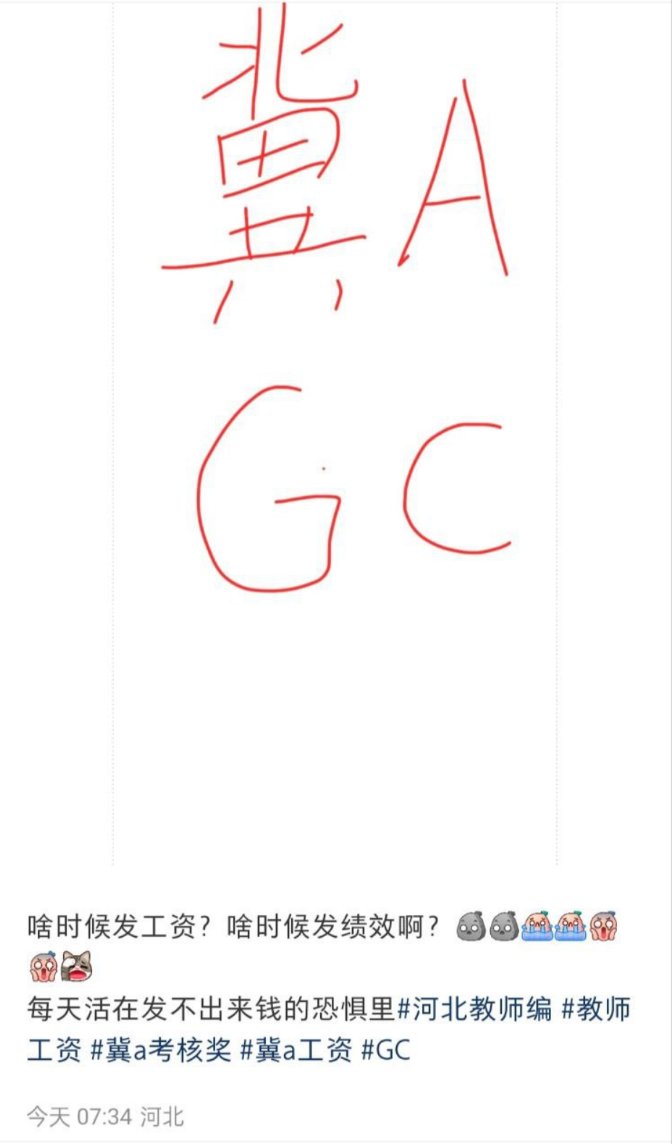 冀A
GC
啥时候发工资？啥时候发绩效啊？
每天活在发不出来钱的恐惧里#河北教师编 #教师
工资 #冀a考核奖 #冀a工资 #GC
今天 07:34 河北